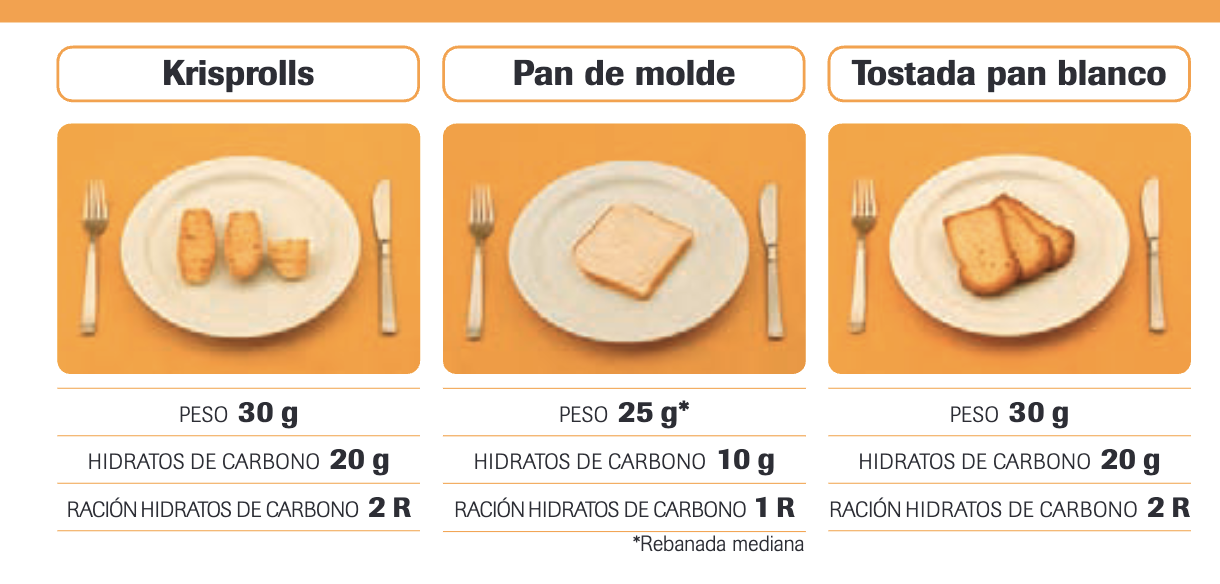 Krisprolls
Pan de molde
Tostada pan blanco
PESO 30 g
HIDRATOS DE CARBONO 20 g
RACIÓN HIDRATOS DE CARBONO 2 R
PESO 25 g*
HIDRATOS DE CARBONO 10 g
RACIÓN HIDRATOS DE CARBONO 1 R
*Rebanada mediana
PESO 30 g
HIDRATOS DE CARBONO 20 g
RACIÓN HIDRATOS DE CARBONO 2 R